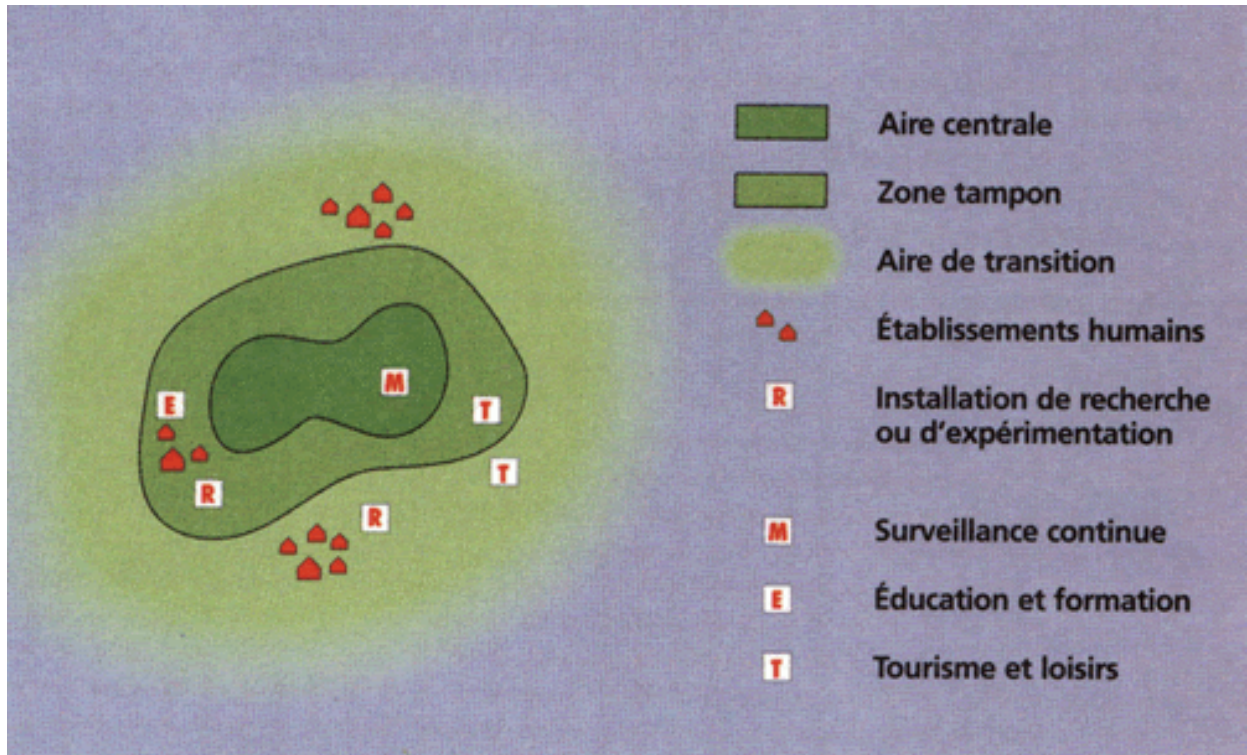 Aire centrale
Zone tampon
Aire de transition
Établissements humains
R Installation de recherche
ou d'expérimentation
M Surveillance continue
E Éducation et formation
T Tourisme et loisirs
M
E
T
T
R
R